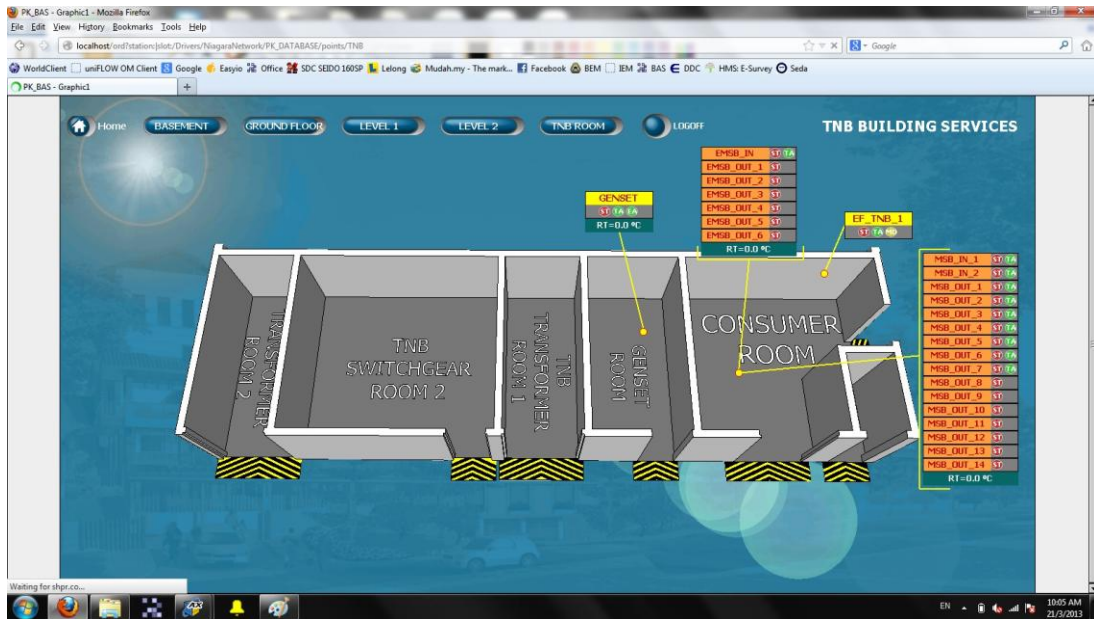 PK_BAS - Graphic1 - Mozilla Firefox
File Edit View History Bookmarks Tools Help
localhost/ord?station:|slot:/Drivers/NiagaraNetwork/PK_DATABASE/points/TNB
Google
WorldClient uniFLOW OM Client Google Easyio Office SDC SEIDO 160SP Lelong Mudah.my - The mark... Facebook BEM IEM BAS DDC HMS: E-Survey Seda
PK_BAS - Graphic1
Home BASEMENT GROUND FLOOR LEVEL 1 LEVEL 2 TNB ROOM LOGOFF
TNB BUILDING SERVICES
EMSB_IN ST TA
EMSB_OUT_1 ST
EMSB_OUT_2 ST
EMSB_OUT_3 ST
EMSB_OUT_4 ST
EMSB_OUT_5 ST
EMSB_OUT_6 ST
RT=0.0 ºC
GENSET
ST TA FA
RT=0.0 ºC
EF_TNB_1
ST TA MD
MSB_IN_1 ST TA
MSB_IN_2 ST TA
MSB_OUT_1 ST TA
MSB_OUT_2 ST TA
MSB_OUT_3 ST TA
MSB_OUT_4 ST TA
MSB_OUT_5 ST TA
MSB_OUT_6 ST TA
MSB_OUT_7 ST TA
MSB_OUT_8 ST
MSB_OUT_9 ST
MSB_OUT_10 ST
MSB_OUT_11 ST
MSB_OUT_12 ST
MSB_OUT_13 ST
MSB_OUT_14 ST
RT=0.0 ºC
TRANSFORMER
ROOM 2
TNB
SWITCHGEAR
ROOM 2
TNB
TRANSFORMER
ROOM 1
GENSET
ROOM
CONSUMER
ROOM
Waiting for shpr.co...
EN
10:05 AM
21/3/2013